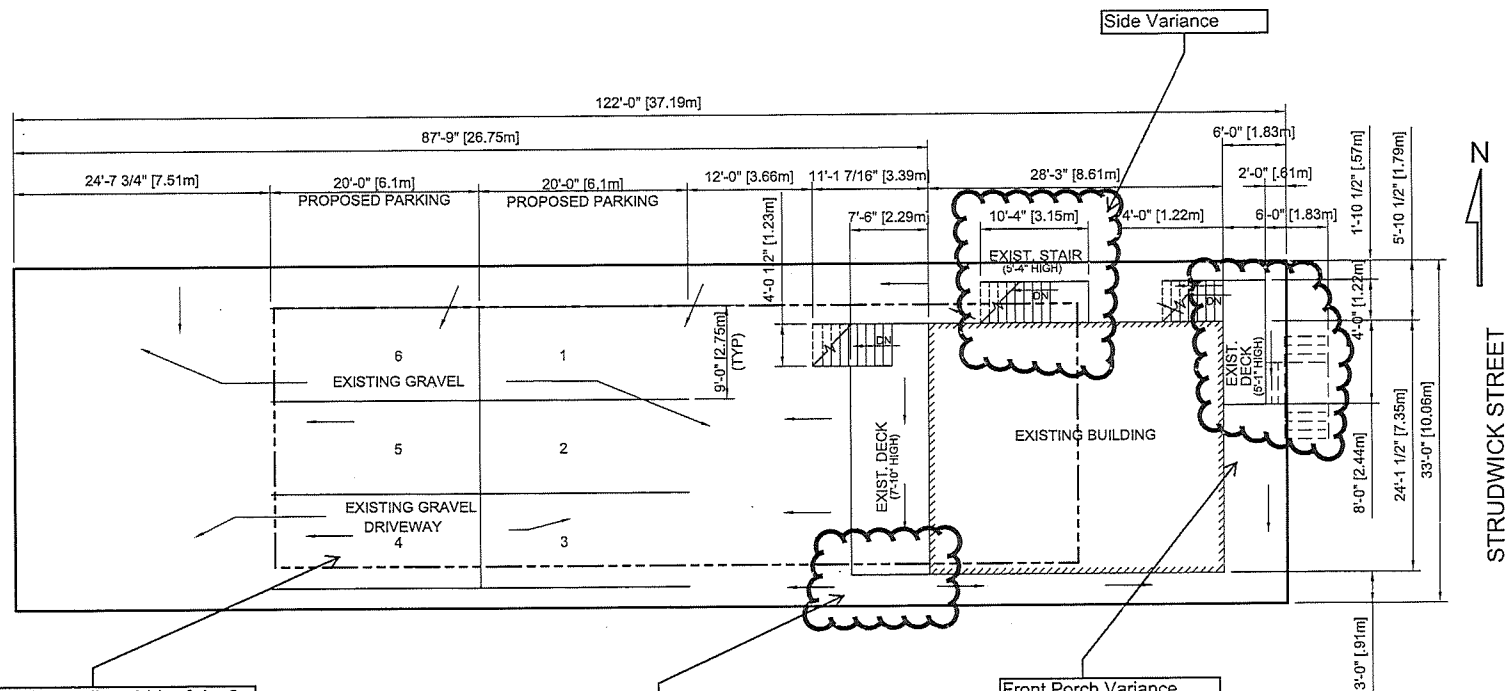 Side Variance
122'-0" [37.19m]
87'-9" [26.75m]
6'-0" [1.83m]
24'-7 3/4" [7.51m]
20'-0" [6.1m]
PROPOSED PARKING
20'-0" [6.1m]
PROPOSED PARKING
12'-0" [3.66m]
11'-1 7/16" [3.39m]
28'-3" [8.61m]
2'-0" [.61m]
7'-6" [2.29m]
10'-4" [3.15m]
4'-0" [1.22m]
6'-0" [1.83m]
1'-10 1/2" [.57m]
5'-10 1/2" [1.79m]
N
4'-0 1/2" [1.23m]
EXIST. STAIR
(5'-4" HIGH)
DN
DN
DN
4'-0" [1.22m]
9'-0" [2.75m]
(TYP)
6
1
EXISTING GRAVEL
EXIST.
DECK
(5'-1" HIGH)
STRUDWICK STREET
5
2
EXIST. DECK
(7'-10" HIGH)
EXISTING BUILDING
8'-0" [2.44m]
24'-1 1/2" [7.35m]
33'-0" [10.06m]
EXISTING GRAVEL
DRIVEWAY
4
3
3'-0" [.91m]
Front Porch Variance